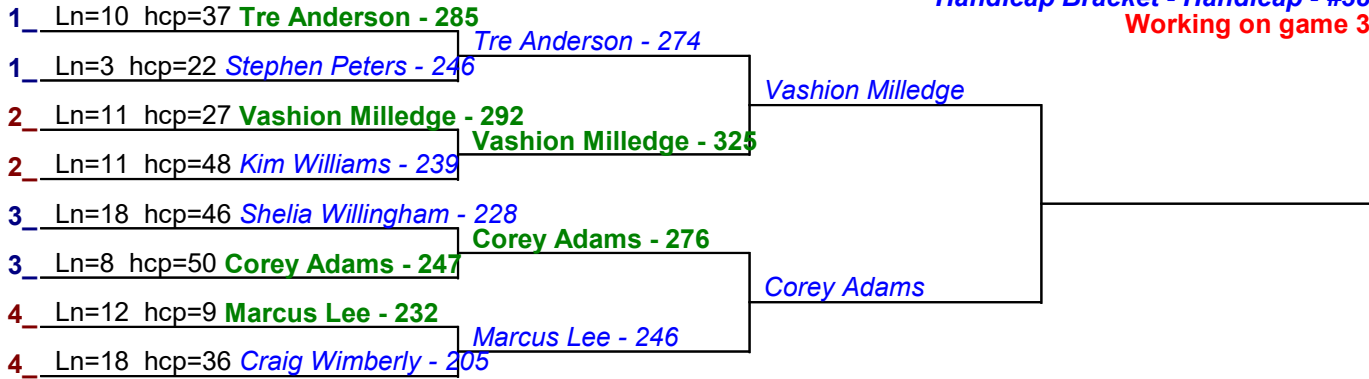 Handicap Bracket - Handicap - #36
Working on game 3
1_ Ln=10 hcp=37 Tre Anderson - 285
Tre Anderson - 274
1_ Ln=3 hcp=22 Stephen Peters - 246
Vashion Milledge
2_ Ln=11 hcp=27 Vashion Milledge - 292
Vashion Milledge - 325
2_ Ln=11 hcp=48 Kim Williams - 239
3_ Ln=18 hcp=46 Shelia Willingham - 228
Corey Adams - 276
3_ Ln=8 hcp=50 Corey Adams - 247
Corey Adams
4_ Ln=12 hcp=9 Marcus Lee - 232
Marcus Lee - 246
4_ Ln=18 hcp=36 Craig Wimberly - 205